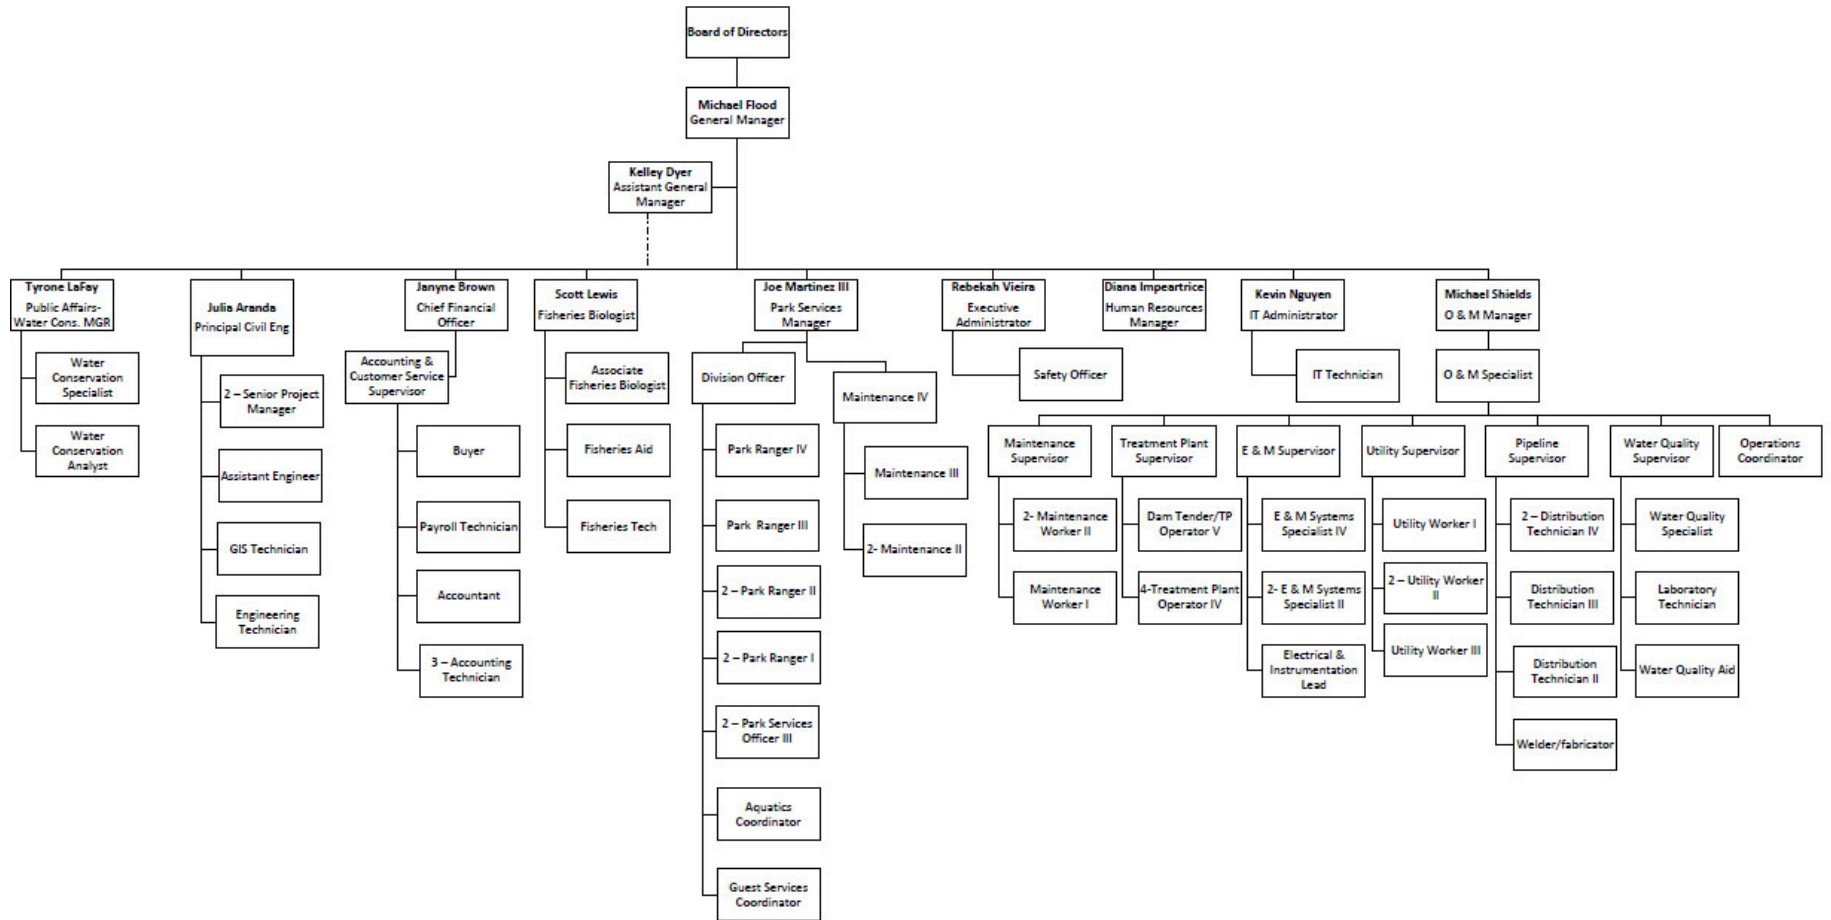 Board of Directors
Michael Flood
General Manager
Kelley Dyer
Assistant General
Manager
Tyrone LaFay
Public Affairs-
Water Cons. MGR
Water
Conservation
Specialist
Water
Conservation
Analyst
Julia Aranda
Principal Civil Eng
2 – Senior Project
Manager
Assistant Engineer
GIS Technician
Engineering
Technician
Janyne Brown
Chief Financial
Officer
Accounting &
Customer Service
Supervisor
Buyer
Payroll Technician
Accountant
3 – Accounting
Technician
Scott Lewis
Fisheries Biologist
Associate
Fisheries Biologist
Fisheries Aid
Fisheries Tech
Joe Martinez III
Park Services
Manager
Division Officer
Park Ranger IV
Park Ranger III
2 – Park Ranger II
2 – Park Ranger I
2 – Park Services
Officer III
Aquatics
Coordinator
Guest Services
Coordinator
Maintenance IV
Maintenance III
2- Maintenance II
Rebekah Vieira
Executive
Administrator
Safety Officer
Diana Impeartrice
Human Resources
Manager
Kevin Nguyen
IT Administrator
IT Technician
Michael Shields
O & M Manager
O & M Specialist
Maintenance
Supervisor
2- Maintenance
Worker II
Maintenance
Worker I
Treatment Plant
Supervisor
Dam Tender/TP
Operator V
4-Treatment Plant
Operator IV
E & M Supervisor
E & M Systems
Specialist IV
2- E & M Systems
Specialist II
Electrical &
Instrumentation
Lead
Utility Supervisor
Utility Worker I
2 – Utility Worker
II
Utility Worker III
Pipeline
Supervisor
2 – Distribution
Technician IV
Distribution
Technician III
Distribution
Technician II
Welder/fabricator
Water Quality
Supervisor
Water Quality
Specialist
Laboratory
Technician
Water Quality Aid
Operations
Coordinator